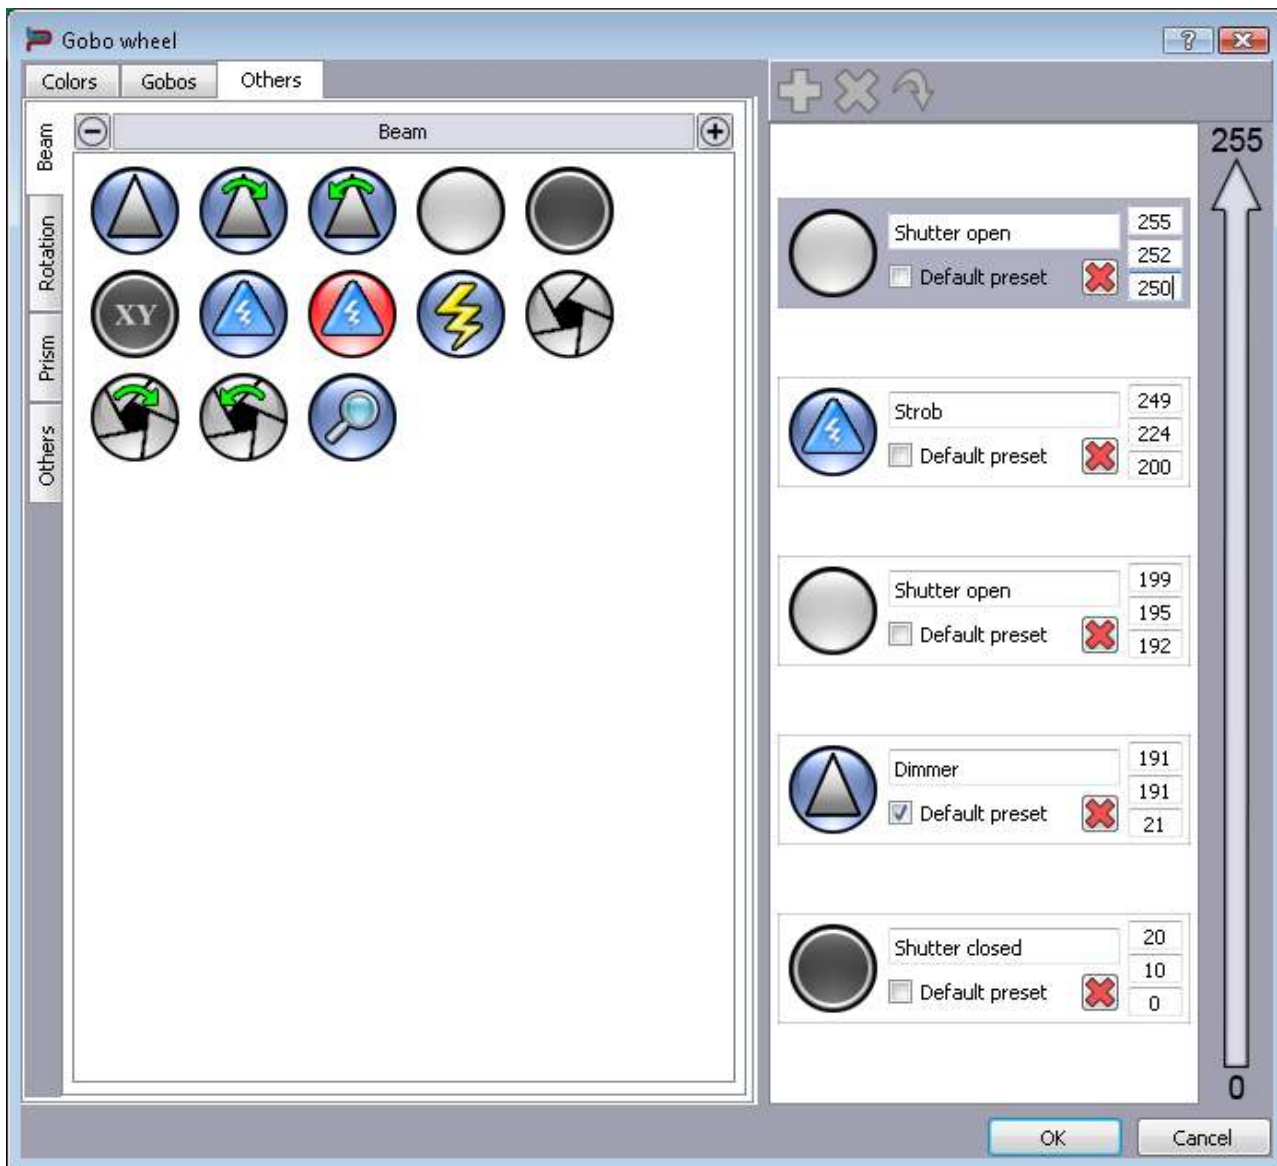 Gobo wheel
?
Colors
Gobos
Others
Beam
Rotation
Prism
Others
Beam
XY
255
Shutter open
Default preset
255
252
250
Strob
Default preset
249
224
200
Shutter open
Default preset
199
195
192
Dimmer
Default preset
191
191
21
Shutter closed
Default preset
20
10
0
0
OK
Cancel